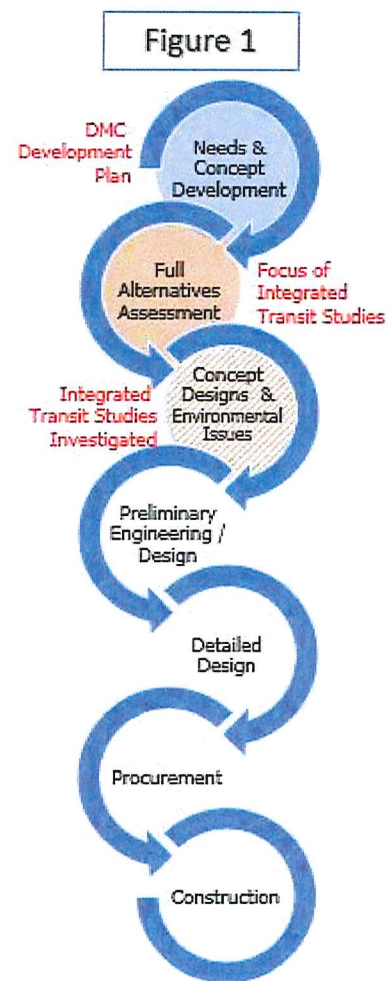 Figure 1
DMC
Development
Plan
Needs &
Concept
Development
Full
Alternatives
Assessment
Focus of
Integrated
Transit Studies
Integrated
Transit Studies
Investigated
Concept
Designs &
Environmental
Issues
Preliminary
Engineering /
Design
Detailed
Design
Procurement
Construction